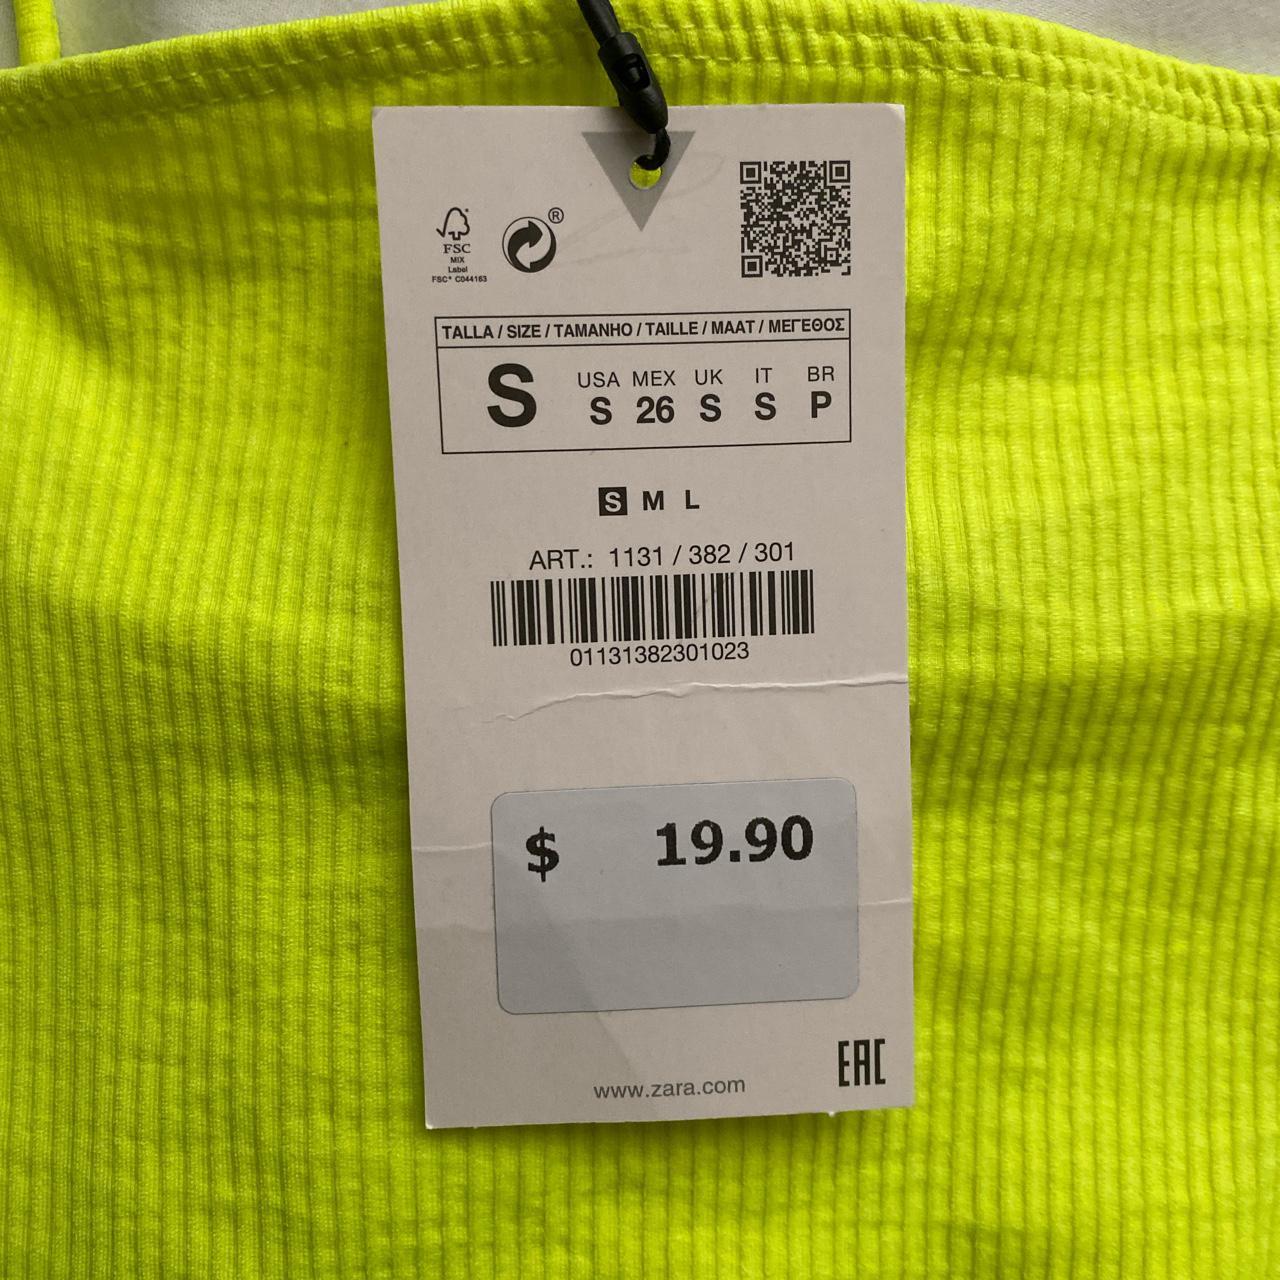 ®
FSC
MIX
Label
FSC® C044163
TALLA / SIZE / TAMANHO / TAILLE / MAAT / ΜΕΓΕΘΟΣ
S
USA MEX UK IT BR
S 26 S S P
S M L
ART.: 1131 / 382 / 301
01131382301023
$ 19.90
www.zara.com
EAC